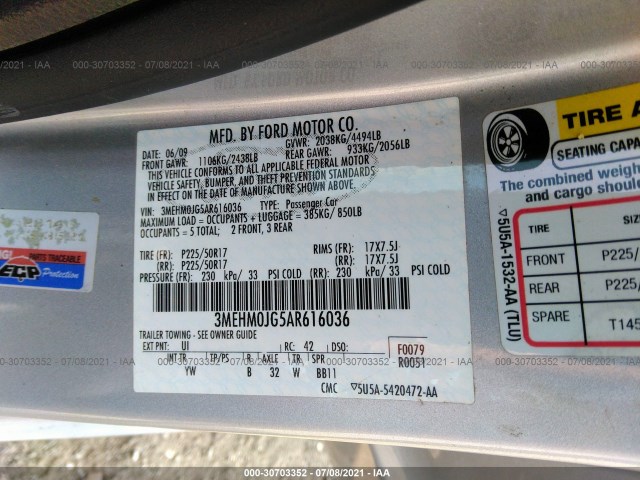 000-30703352 / 07/08/2021 - IAA
MFD. BY FORD MOTOR CO.
DATE: 06/09 GVWR: 2038KG/4494LB
FRONT GAWR: 1106KG/2438LB REAR GAWR: 933KG/2056LB
THIS VEHICLE CONFORMS TO ALL APPLICABLE FEDERAL MOTOR
VEHICLE SAFETY, BUMPER, AND THEFT PREVENTION STANDARDS
IN EFFECT ON THE DATE OF MANUFACTURE SHOWN ABOVE.
VIN: 3MEHM0JG5AR616036 TYPE: Passenger Car
MAXIMUM LOAD = OCCUPANTS + LUGGAGE = 385KG/ 850LB
OCCUPANTS = 5 TOTAL; 2 FRONT, 3 REAR
TIRE (FR): P225/50R17 RIMS (FR): 17X7.5J
(RR): P225/50R17 (RR): 17X7.5J
PRESSURE (FR): 230 kPa/ 33 PSI COLD (RR): 230 kPa/ 33 PSI COLD
3MEHM0JG5AR616036
TRAILER TOWING - SEE OWNER GUIDE
EXT PNT: UI RC: 42 DSO: F0079
R0051
INT TR TP/PS R AXLE TR SPR
YW B 32 W BB11
CMC ▽5U5A-5420472-AA
TIRE A
SEATING CAPA
The combined weigh
and cargo should
TIRE SIZE
FRONT P225/
REAR P225/
SPARE T145
▽5U5A-1532-AA (TLU)
ECP
000-30703352 / 07/08/2021 - IAA